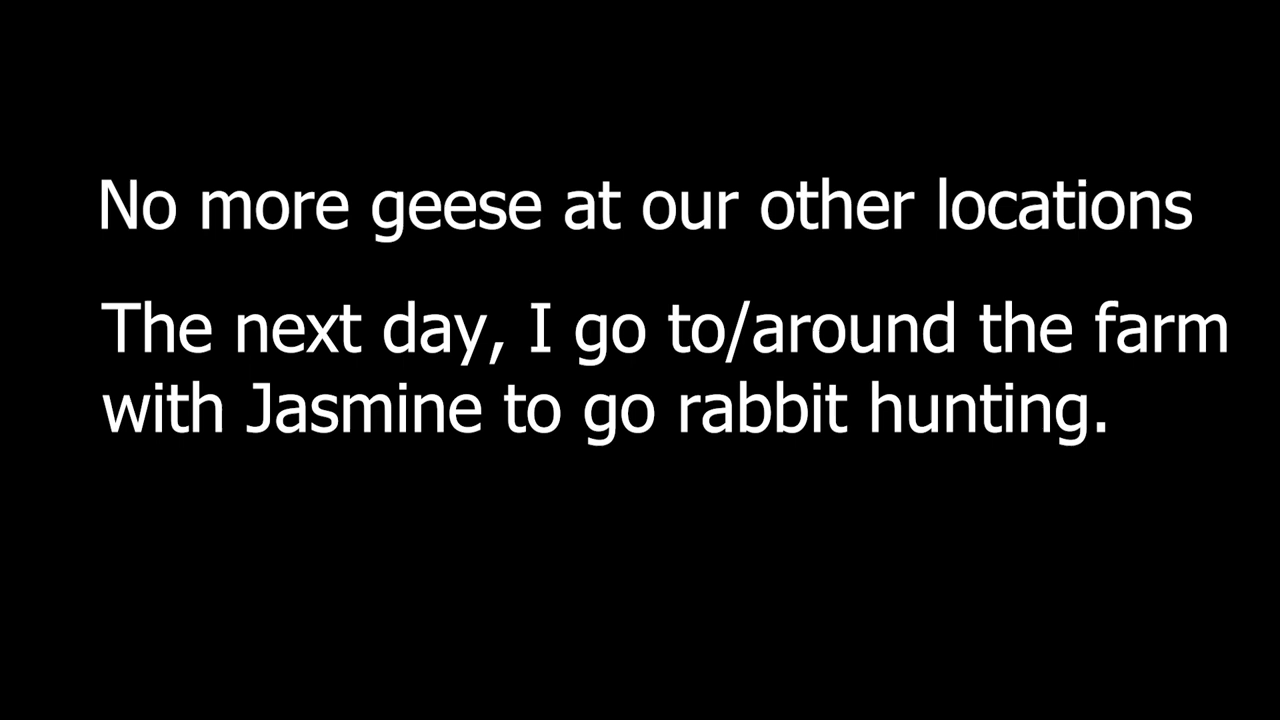 No more geese at our other locations
The next day, I go to/around the farm
with Jasmine to go rabbit hunting.